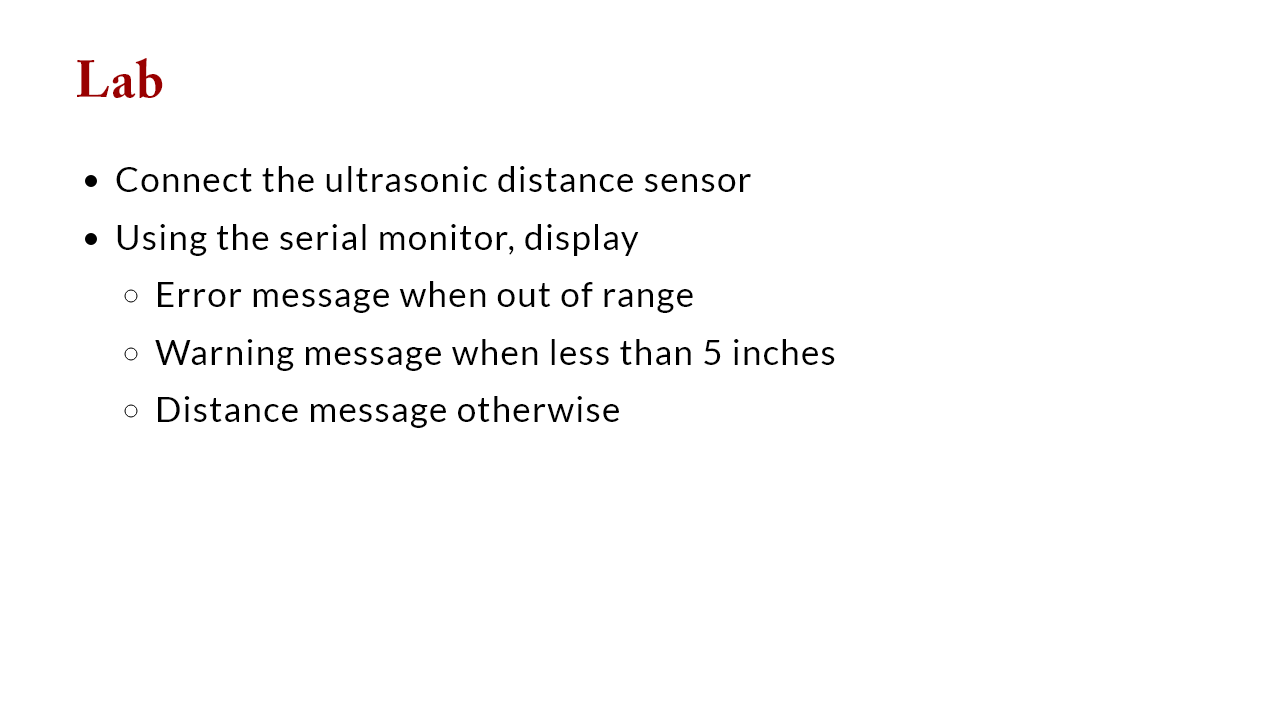 Lab
• Connect the ultrasonic distance sensor
• Using the serial monitor, display
○ Error message when out of range
○ Warning message when less than 5 inches
○ Distance message otherwise